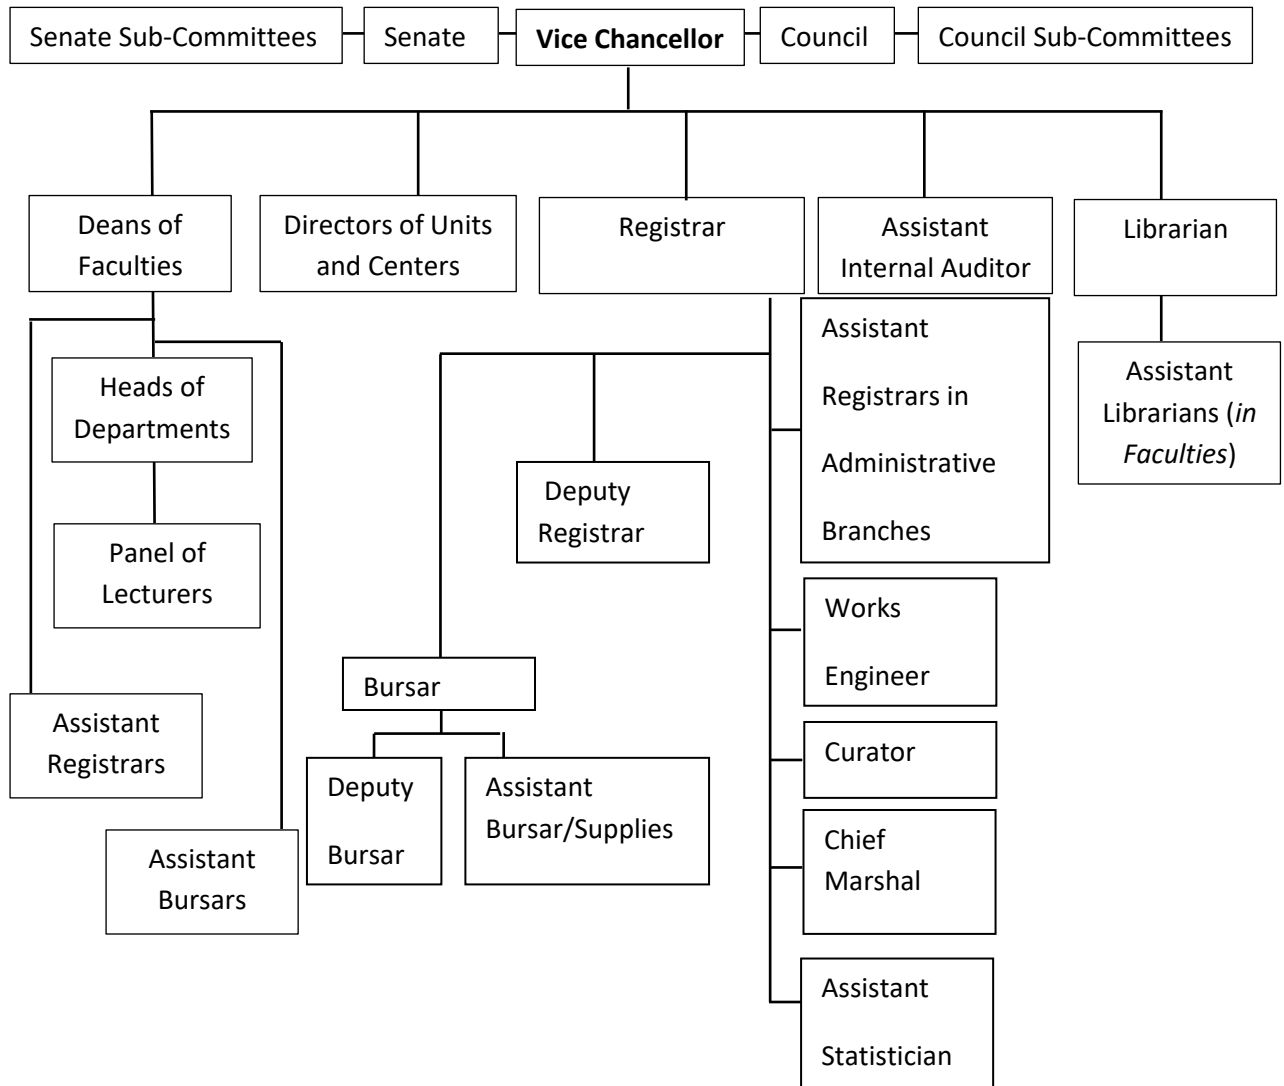 Senate Sub-Committees
Senate
Vice Chancellor
Council
Council Sub-Committees
Deans of
Faculties
Directors of Units
and Centers
Registrar
Assistant
Internal Auditor
Librarian
Heads of
Departments
Panel of
Lecturers
Assistant
Registrars
Assistant
Bursars
Bursar
Deputy
Bursar
Assistant
Bursar/Supplies
Deputy
Registrar
Assistant
Registrars in
Administrative
Branches
Works
Engineer
Curator
Chief
Marshal
Assistant
Statistician
Assistant
Librarians (in
Faculties)